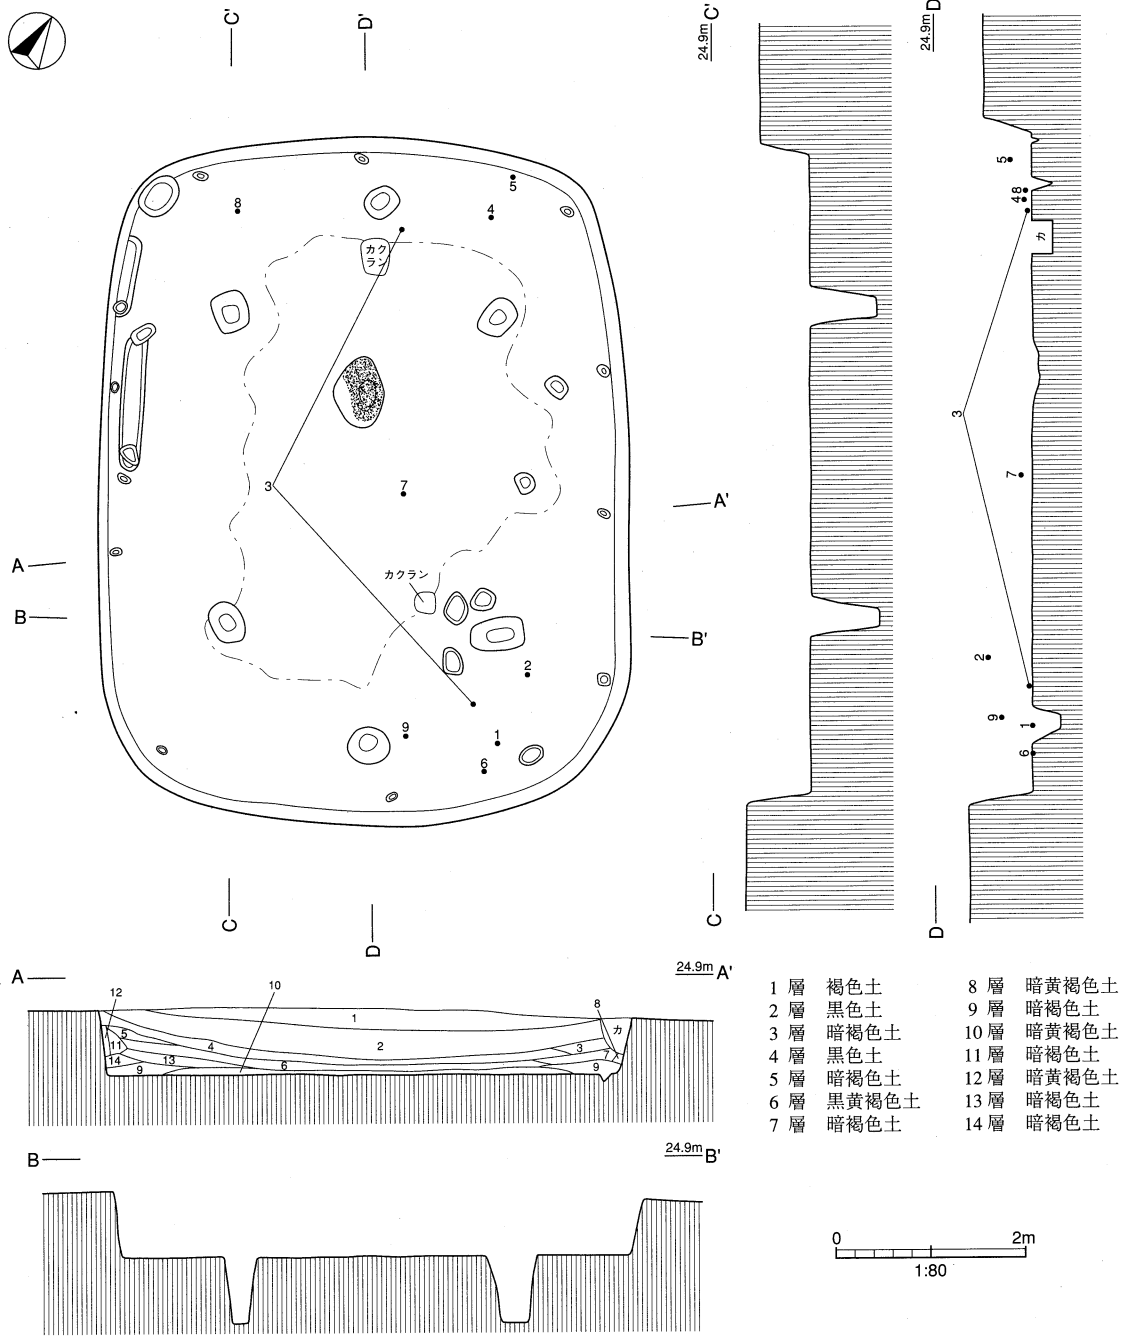 C'
D'
24.9m C'
24.9m D'
8
5
4
カク
ラン
3
7
A'
A
カクラン
B
B'
2
9
1
6
C
D
5
8
4
カ
3
7
2
9
1
6
C
D
A
24.9m A'
12
10
8
1
カ
5
4
2
3
11
7
14
13
6
9
9
B
24.9m B'
1 層 褐色土
2 層 黒色土
3 層 暗褐色土
4 層 黒色土
5 層 暗褐色土
6 層 黒黄褐色土
7 層 暗褐色土
8 層 暗黄褐色土
9 層 暗褐色土
10 層 暗黄褐色土
11 層 暗褐色土
12 層 暗黄褐色土
13 層 暗褐色土
14 層 暗褐色土
0 2m
1:80